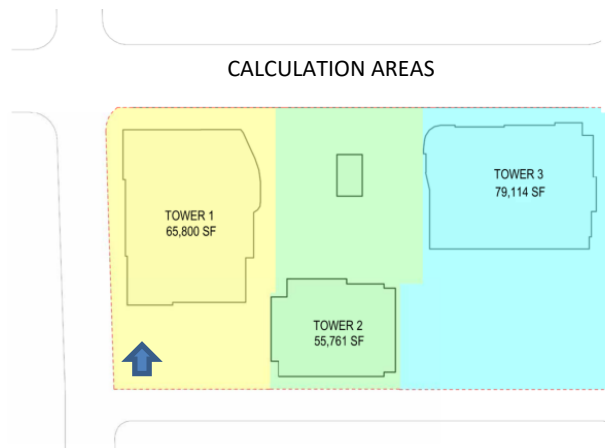 CALCULATION AREAS
TOWER 1
65,800 SF
TOWER 3
79,114 SF
TOWER 2
55,761 SF